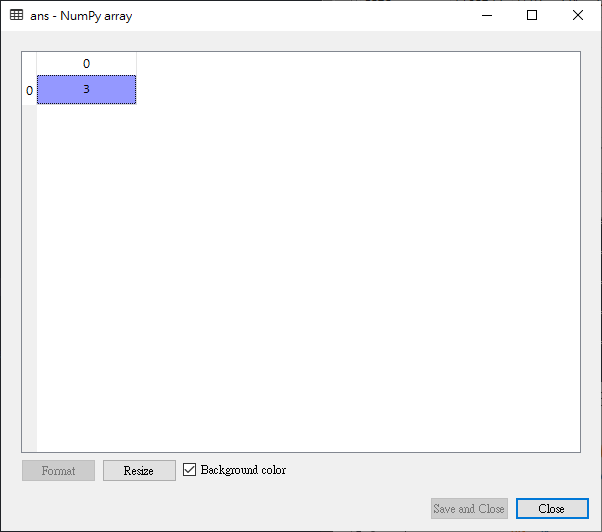 ans - NumPy array
0
0 3
Format Resize Background color
Save and Close Close